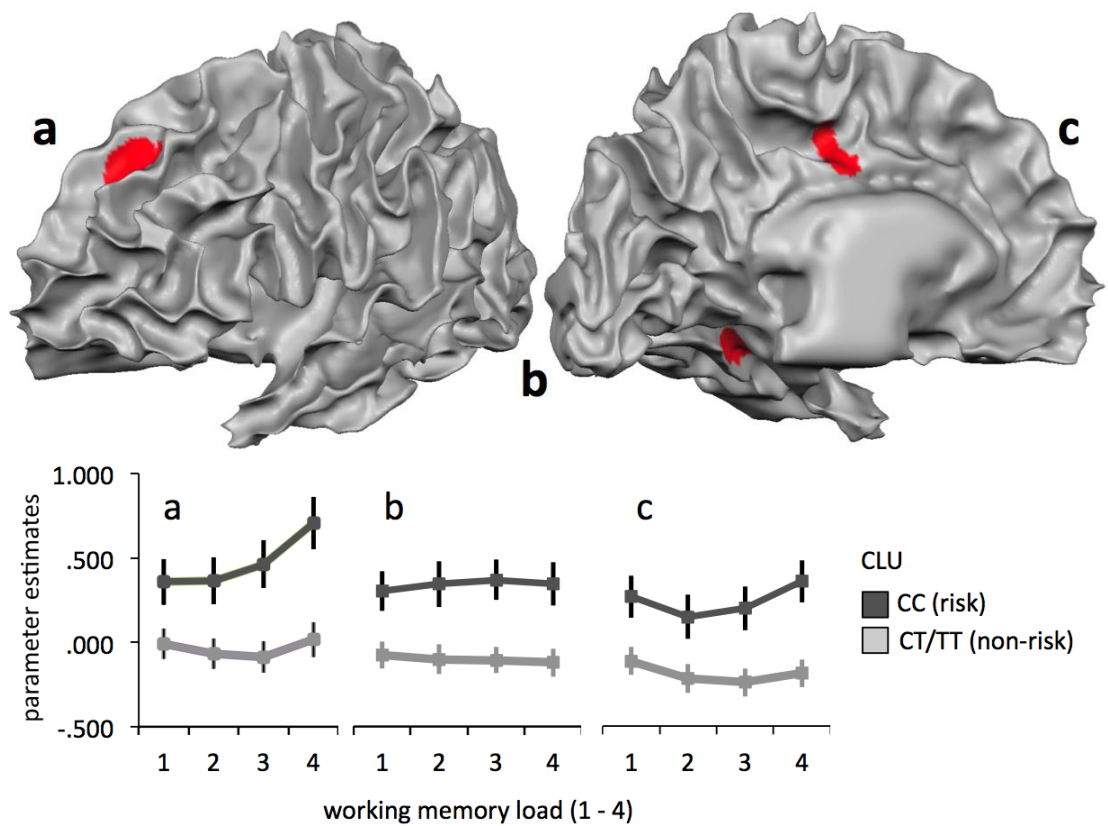 a
c
b
parameter estimates
1.000
.500
.000
-.500
a
b
c
1 2 3 4
1 2 3 4
1 2 3 4
working memory load (1 - 4)
CLU
CC (risk)
CT/TT (non-risk)